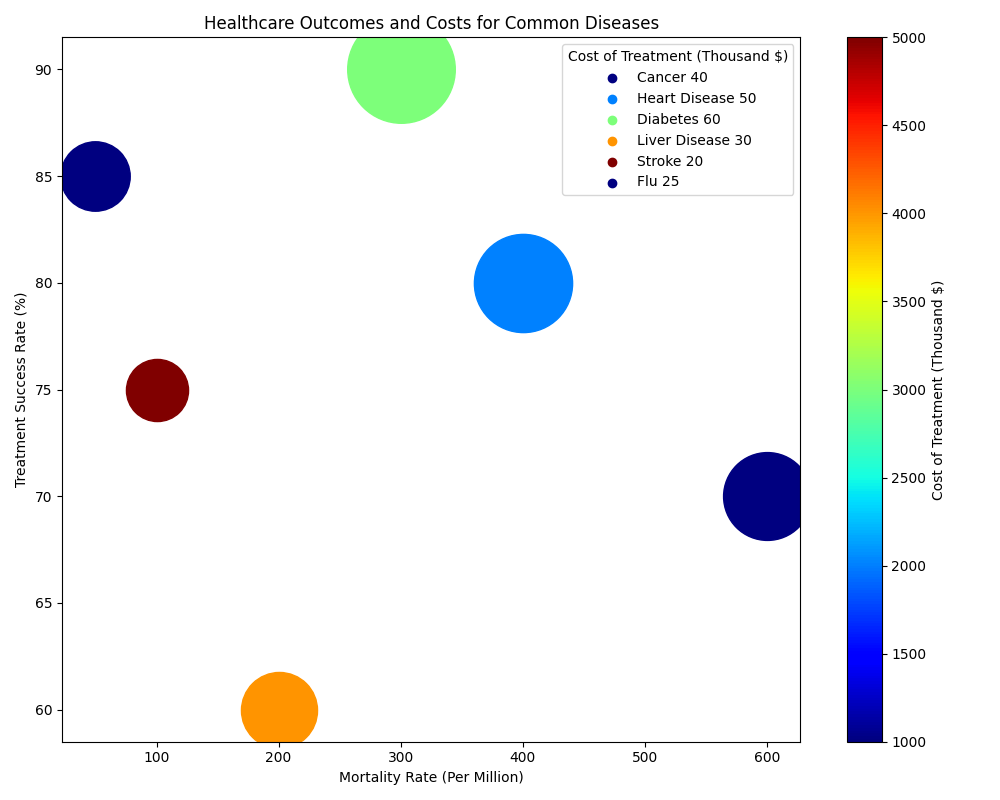 Healthcare Outcomes and Costs for Common Diseases
Cost of Treatment (Thousand $)
Cancer 40
Heart Disease 50
Diabetes 60
Liver Disease 30
Stroke 20
Flu 25
Treatment Success Rate (%)
90
85
80
75
70
65
60
100
200
300
400
500
600
Mortality Rate (Per Million)
5000
4500
4000
3500
3000
2500
2000
1500
1000
Cost of Treatment (Thousand $)